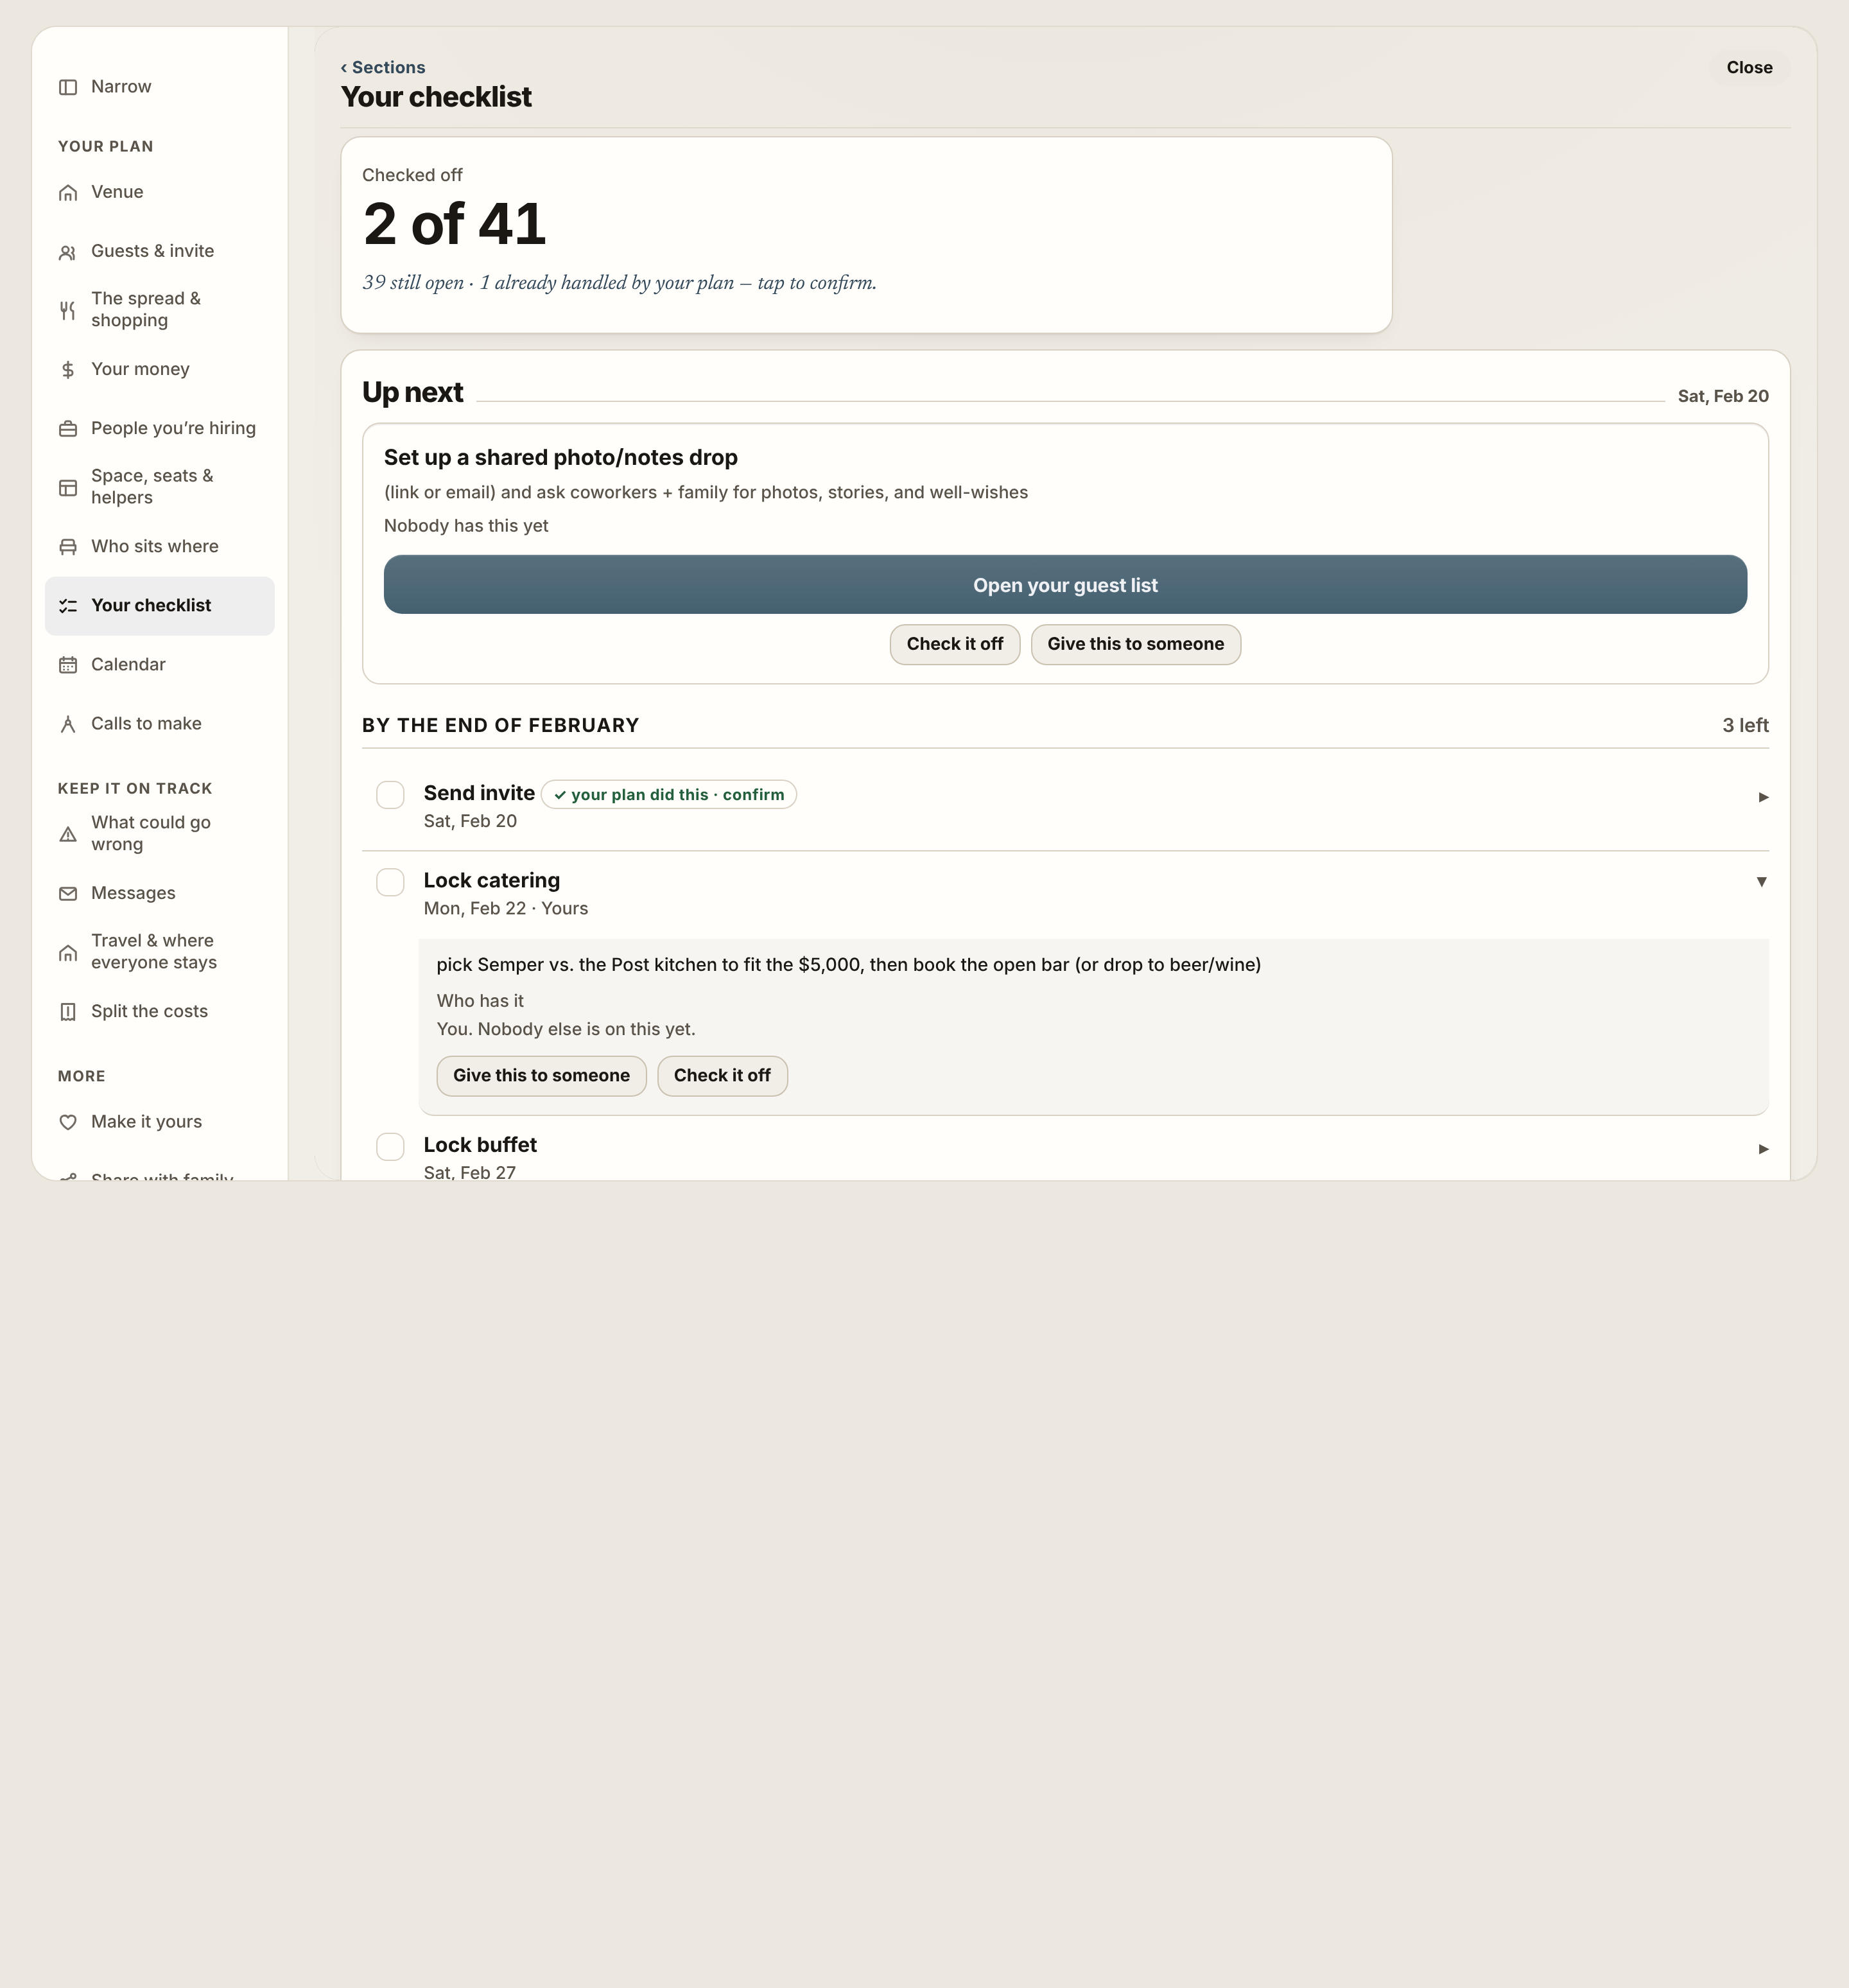 Narrow
YOUR PLAN
Venue
Guests & invite
The spread &
shopping
Your money
People you’re hiring
Space, seats &
helpers
Who sits where
Your checklist
Calendar
Calls to make
KEEP IT ON TRACK
What could go
wrong
Messages
Travel & where
everyone stays
Split the costs
MORE
Make it yours
Share with family
‹ Sections
Close
Your checklist
Checked off
2 of 41
39 still open · 1 already handled by your plan — tap to confirm.
Up next
Sat, Feb 20
Set up a shared photo/notes drop
(link or email) and ask coworkers + family for photos, stories, and well-wishes
Nobody has this yet
Open your guest list
Check it off
Give this to someone
BY THE END OF FEBRUARY
3 left
Send invite ✓ your plan did this · confirm
Sat, Feb 20
Lock catering
Mon, Feb 22 · Yours
pick Semper vs. the Post kitchen to fit the $5,000, then book the open bar (or drop to beer/wine)
Who has it
You. Nobody else is on this yet.
Give this to someone
Check it off
Lock buffet
Sat, Feb 27